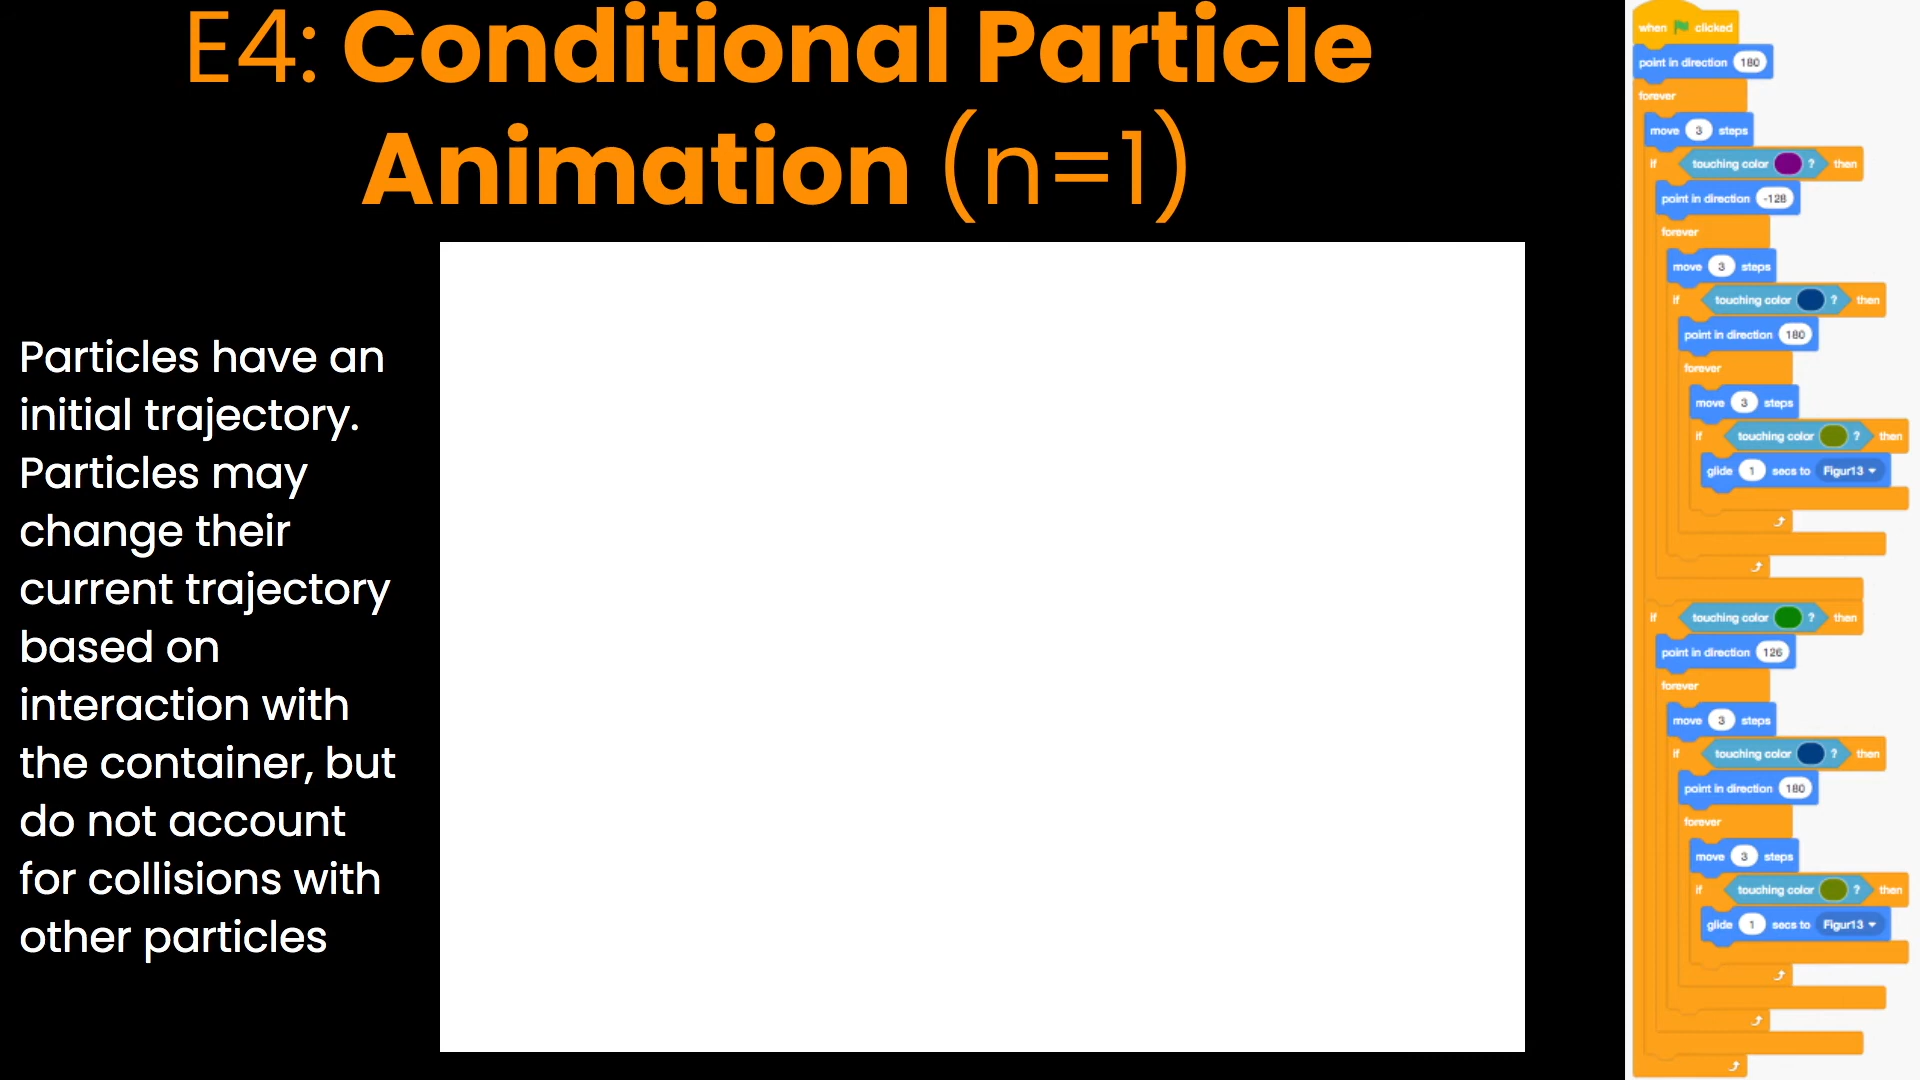 E4: Conditional Particle
Animation (n=1)
Particles have an
initial trajectory.
Particles may
change their
current trajectory
based on
interaction with
the container, but
do not account
for collisions with
other particles
when clicked
point in direction 180
forever
move 3 steps
if touching color ? then
point in direction -128
forever
move 3 steps
if touching color ? then
point in direction 180
forever
move 3 steps
if touching color ? then
glide 1 secs to Figur13
if touching color ? then
point in direction 126
forever
move 3 steps
if touching color ? then
point in direction 180
forever
move 3 steps
if touching color ? then
glide 1 secs to Figur13